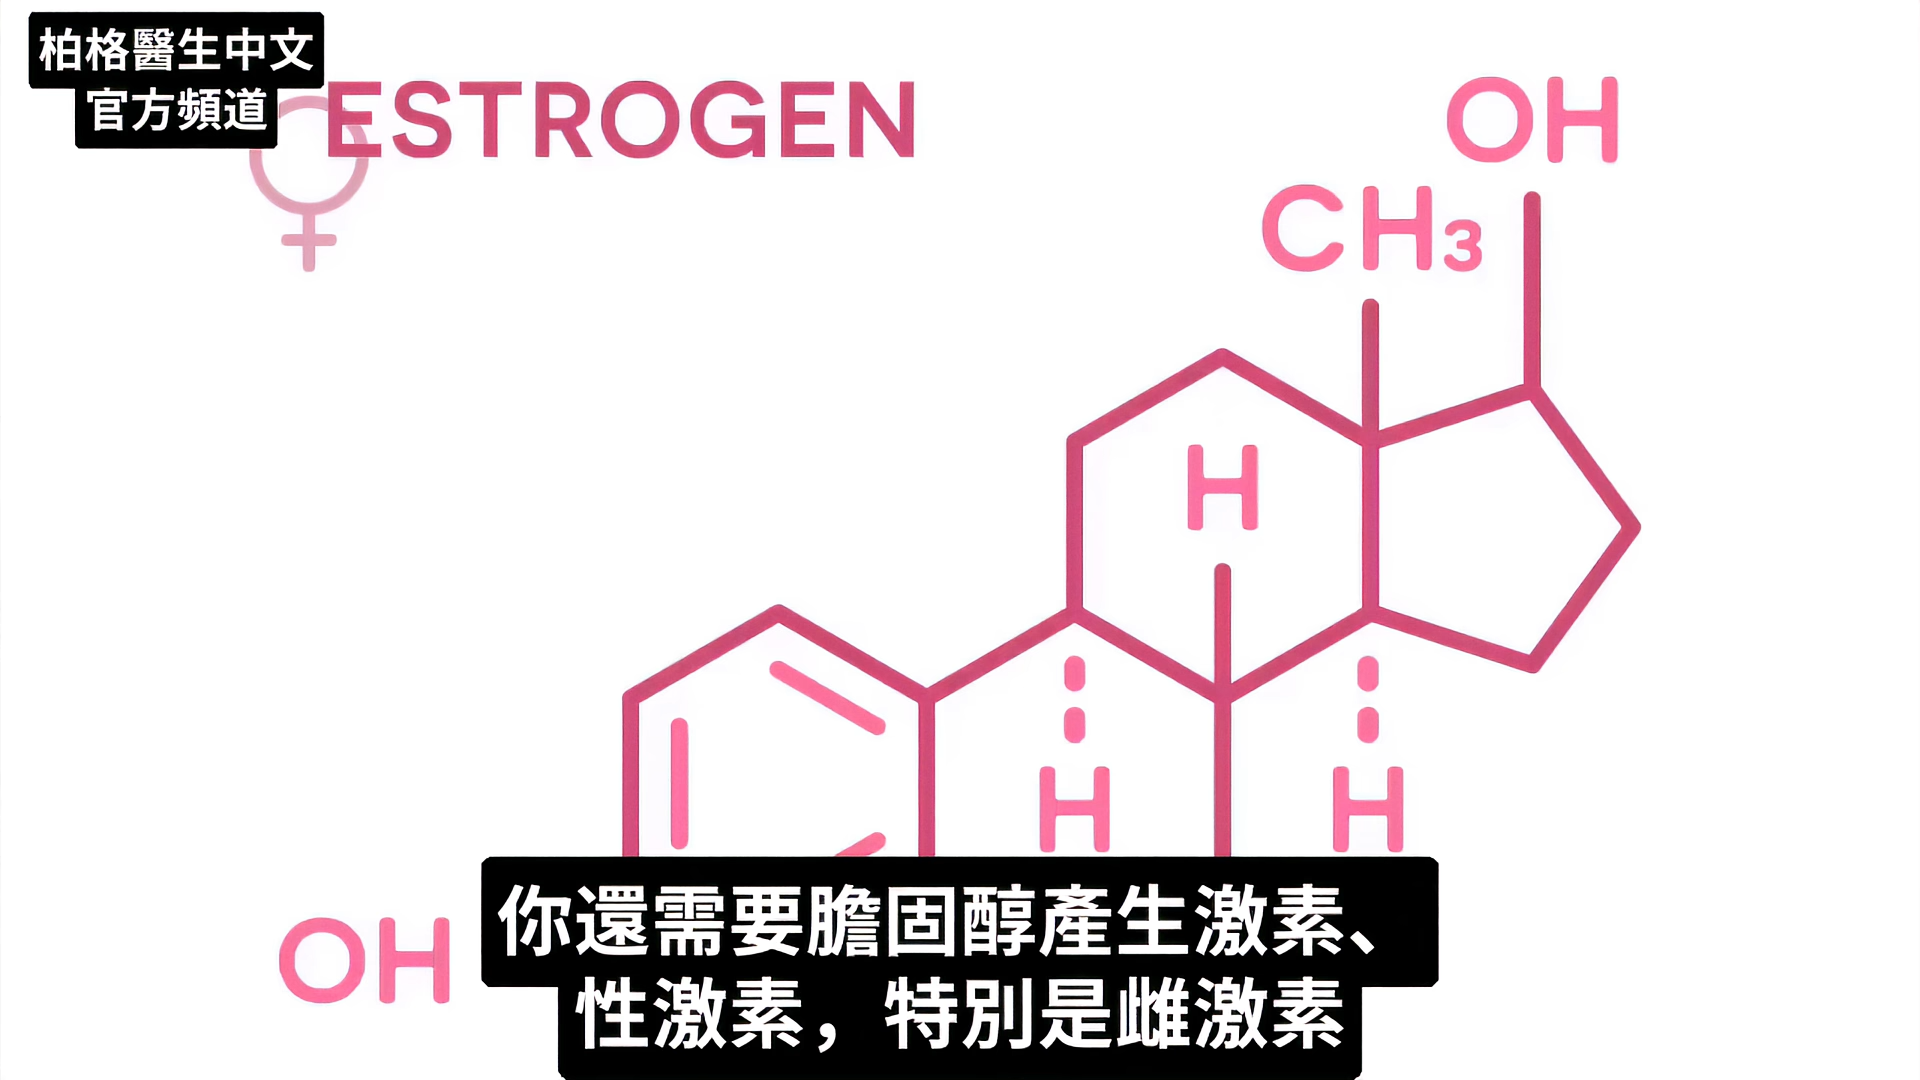 柏格醫生中文
官方頻道
ESTROGEN
OH
CH₃
H
H
H
OH
你還需要膽固醇產生激素、
性激素，特別是雌激素